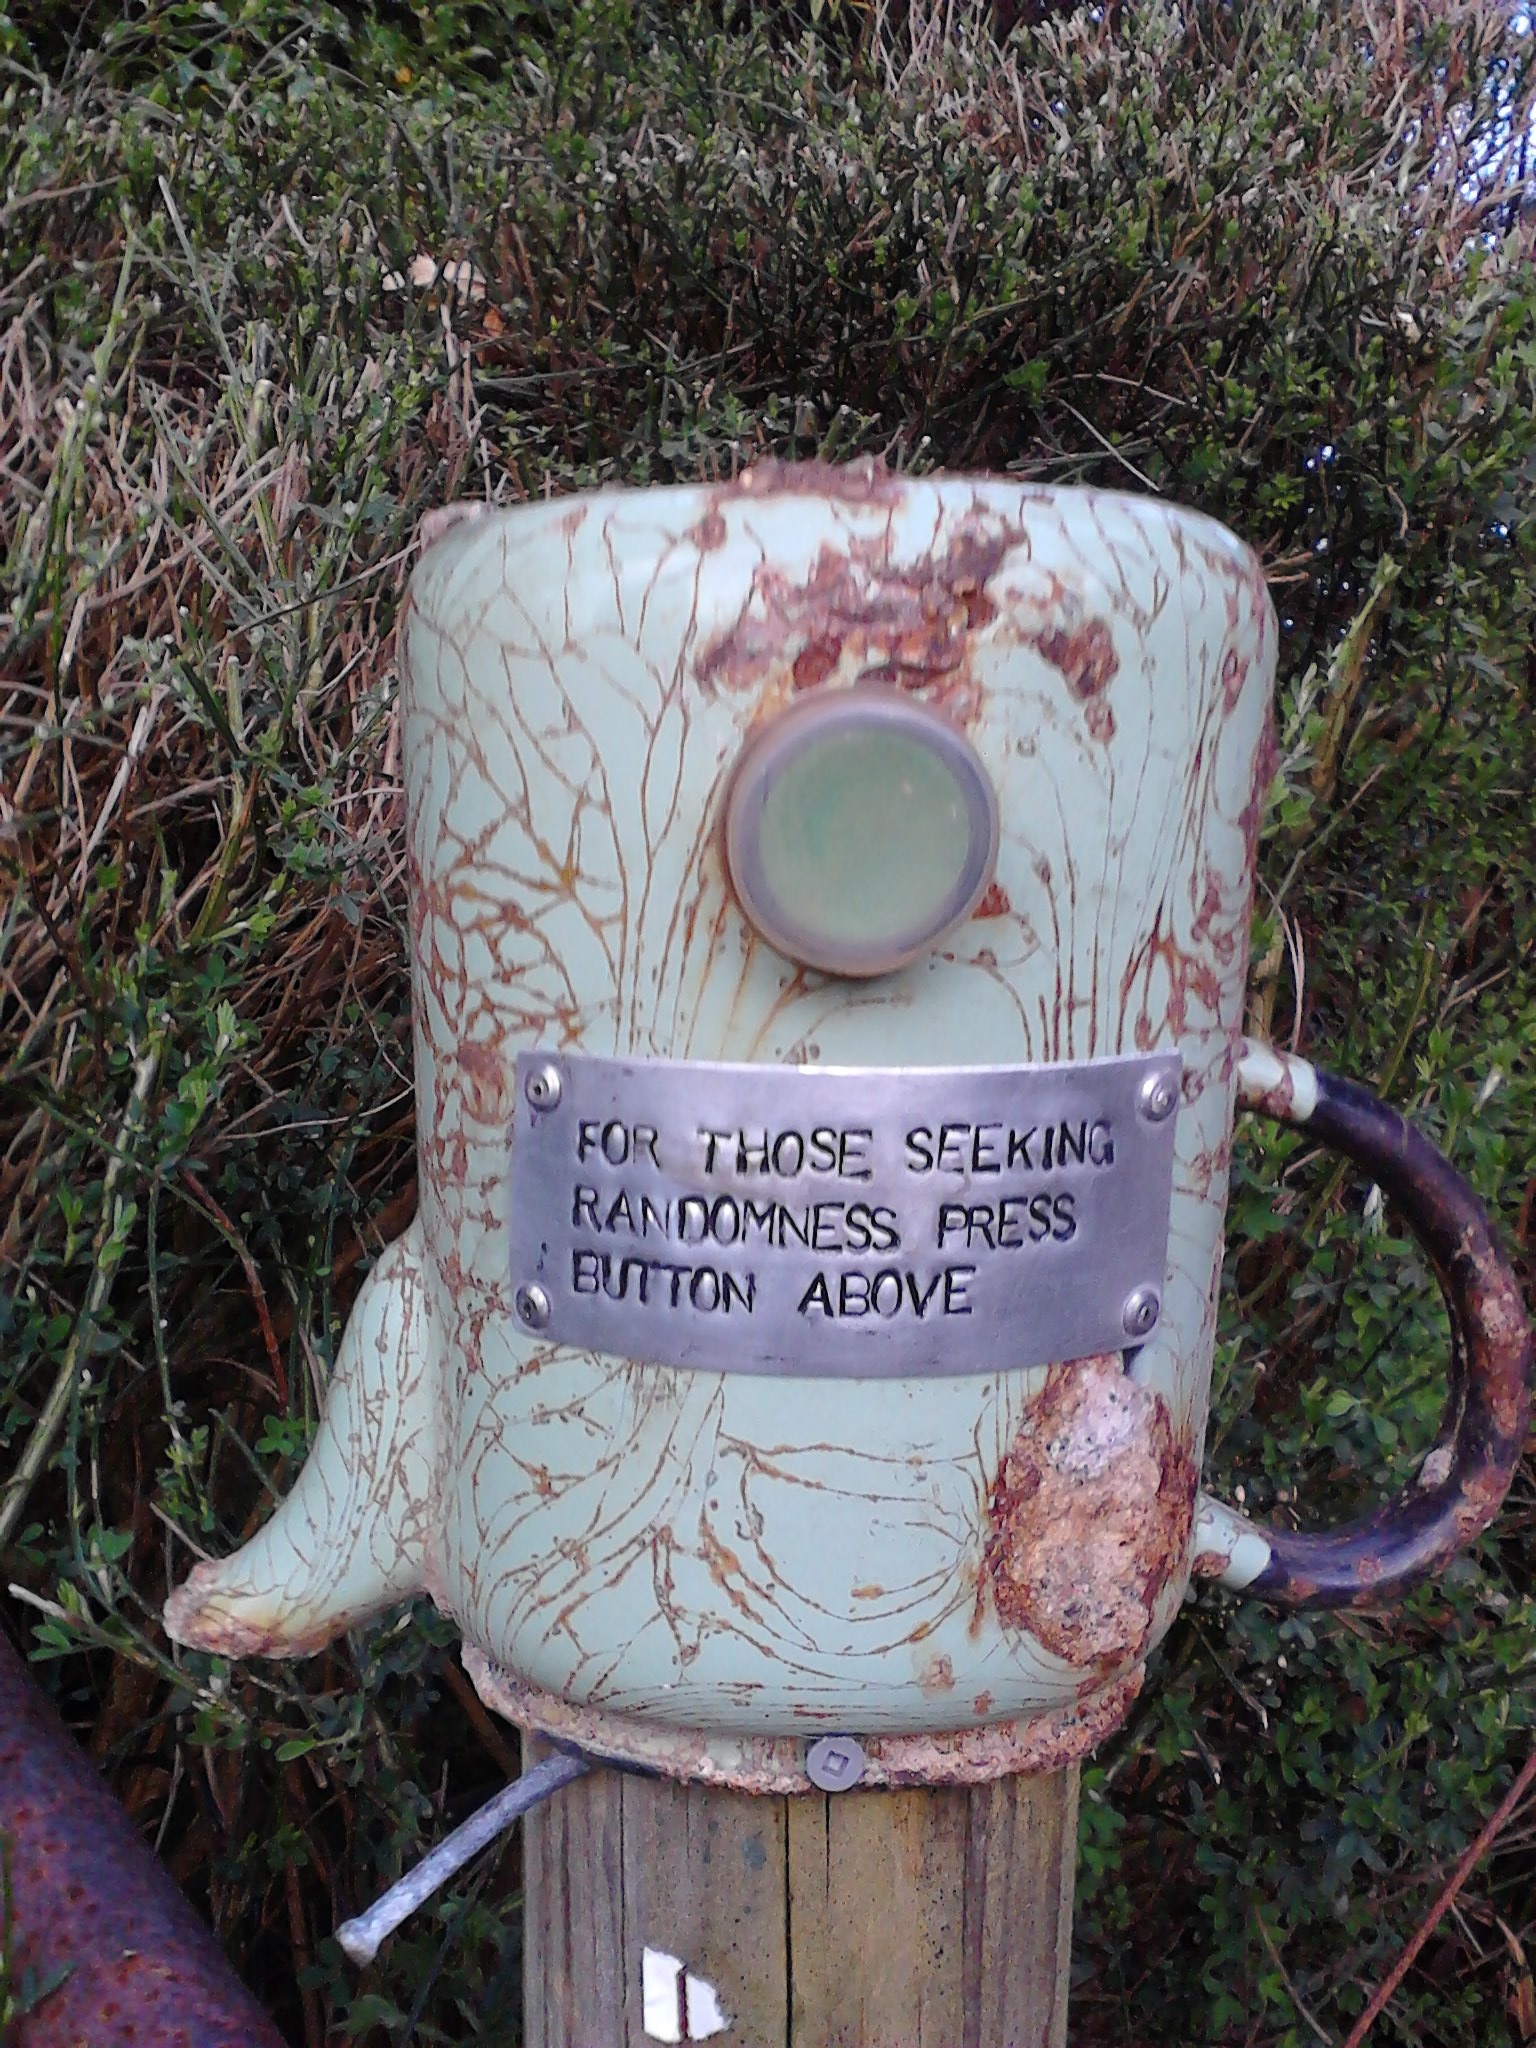 FOR THOSE SEEKING
RANDOMNESS PRESS
BUTTON ABOVE